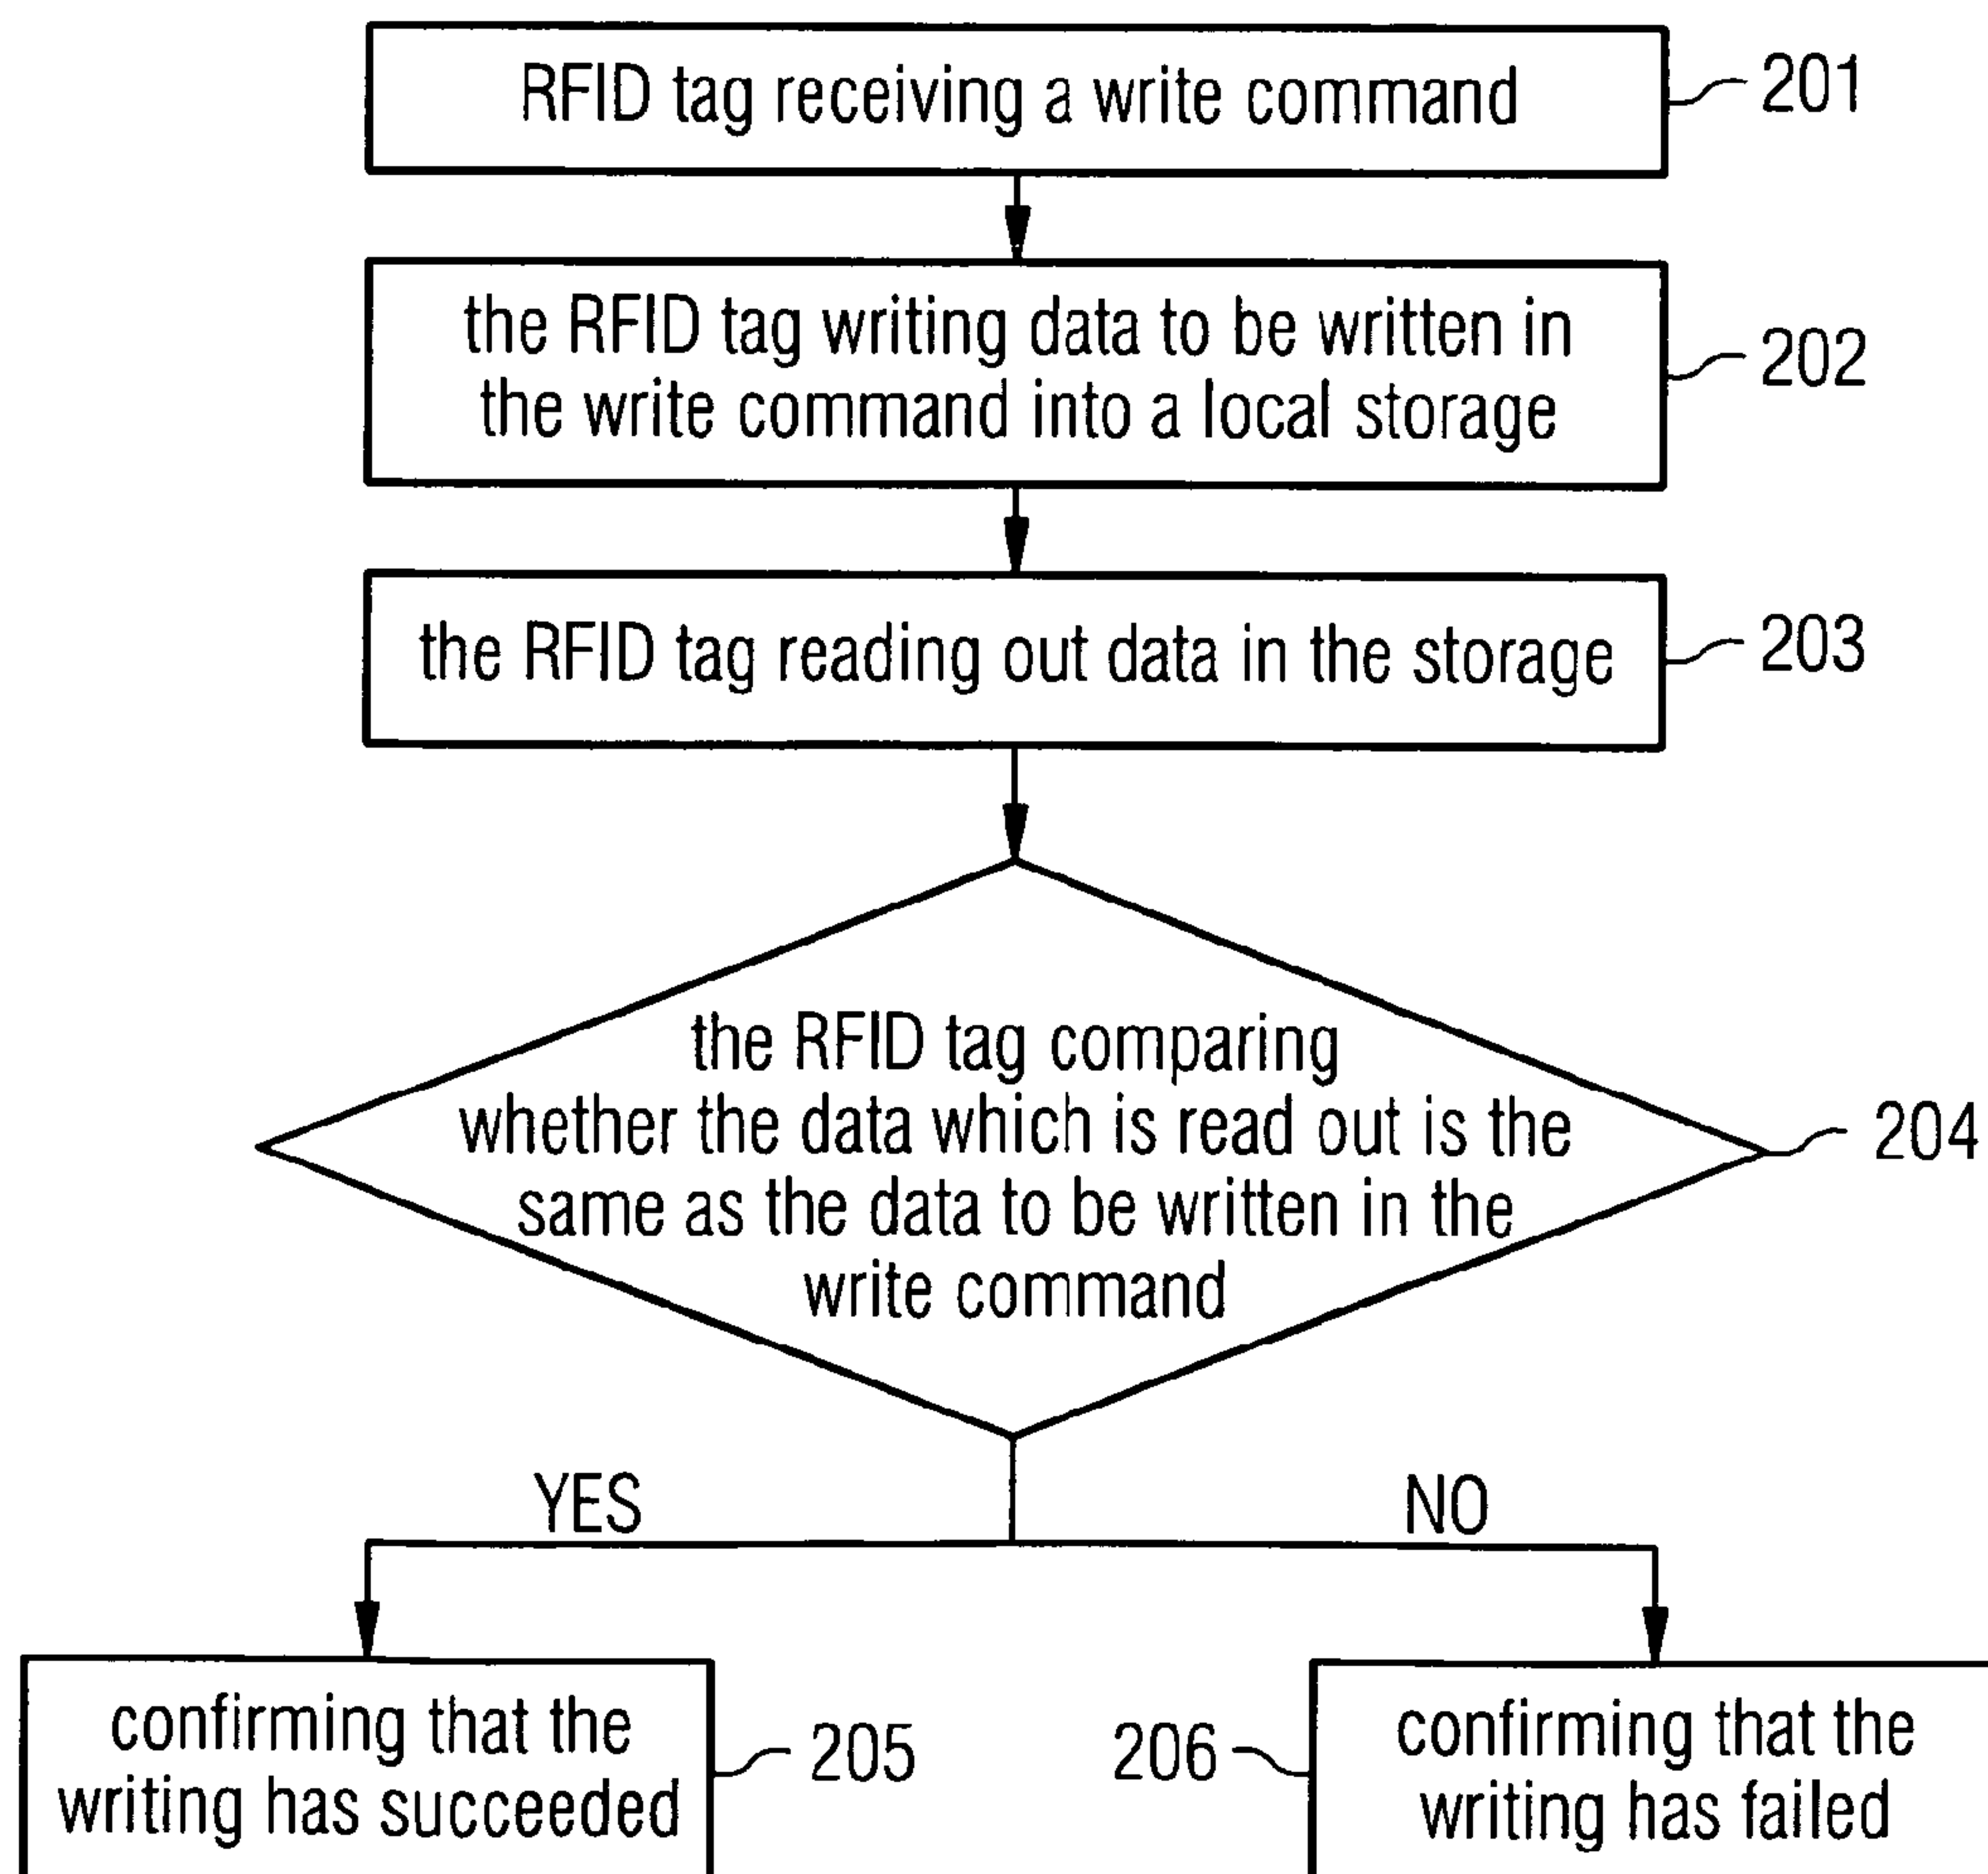 RFID tag receiving a write command
201
the RFID tag writing data to be written in
the write command into a local storage
202
the RFID tag reading out data in the storage
203
the RFID tag comparing
whether the data which is read out is the
same as the data to be written in the
write command
204
YES
NO
confirming that the
writing has succeeded
205
206
confirming that the
writing has failed